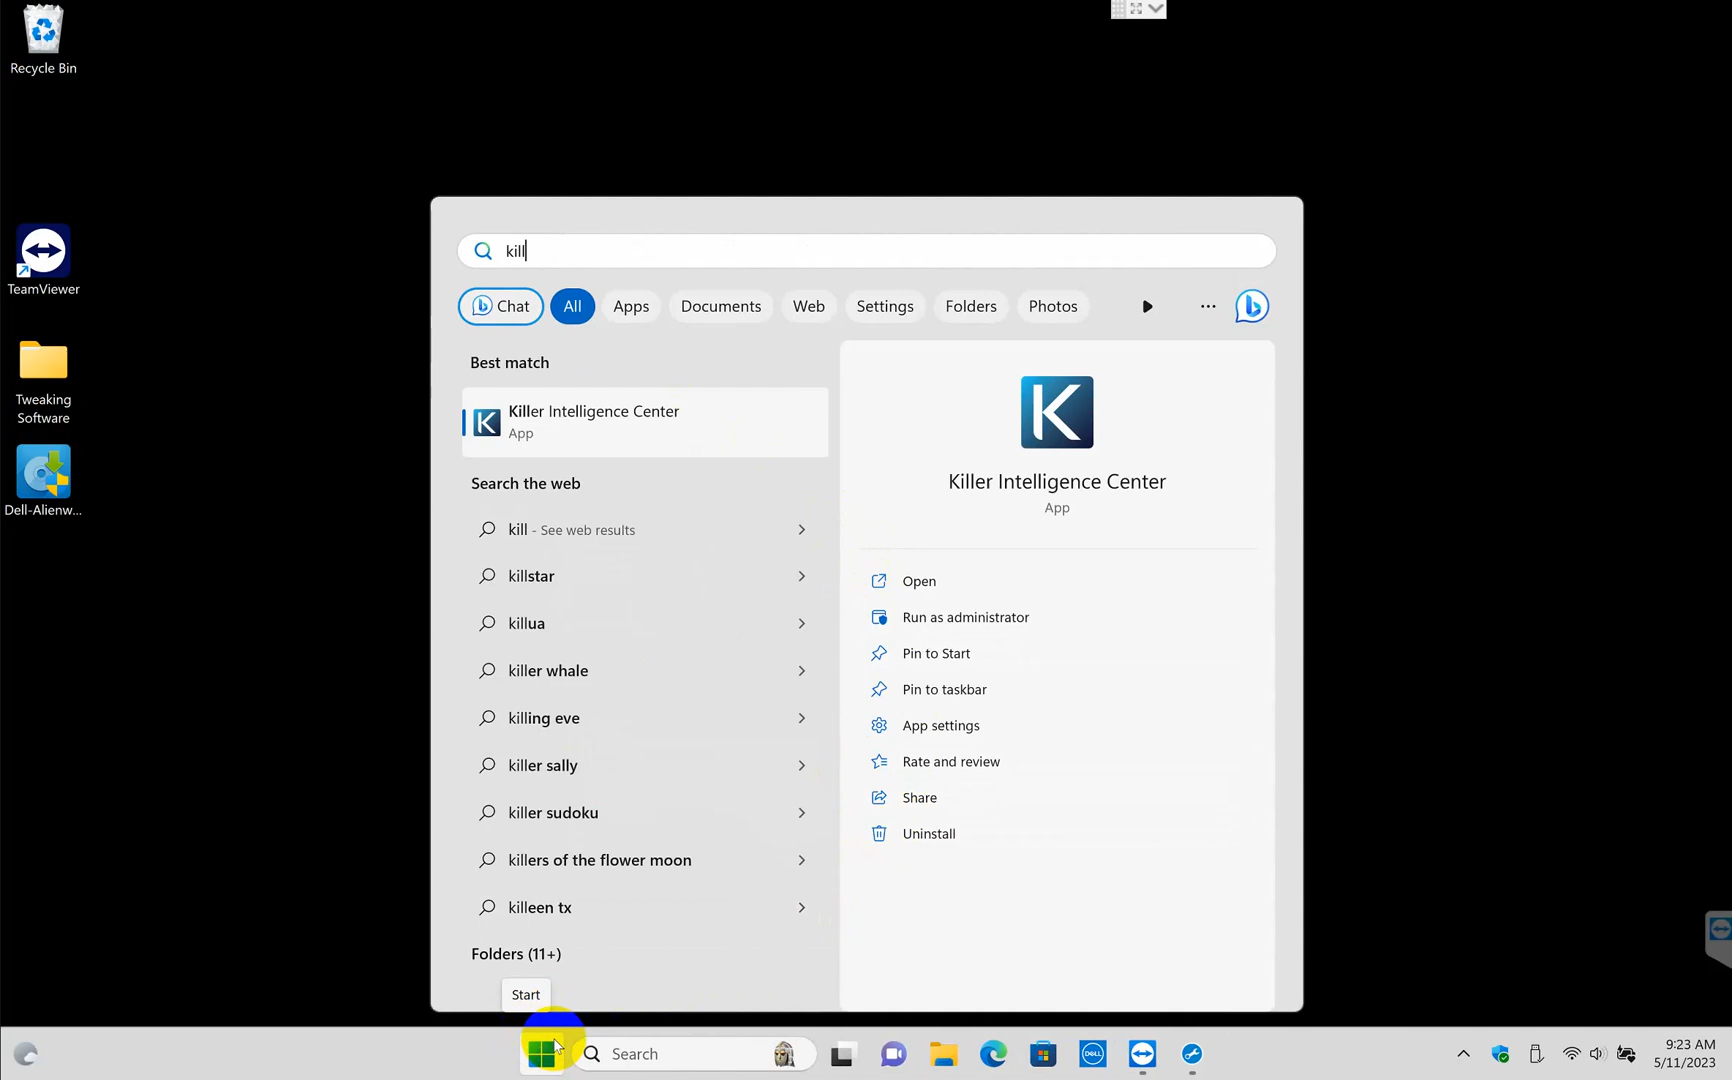 Recycle Bin
TeamViewer
Tweaking
Software
Dell-Alienw...
kill
Chat
All
Apps
Documents
Web
Settings
Folders
Photos
Best match
Killer Intelligence Center
App
Search the web
kill - See web results
killstar
killua
killer whale
killing eve
killer sally
killer sudoku
killers of the flower moon
killeen tx
Folders (11+)
K
Killer Intelligence Center
App
Open
Run as administrator
Pin to Start
Pin to taskbar
App settings
Rate and review
Share
Uninstall
Start
Search
DELL
9:23 AM
5/11/2023